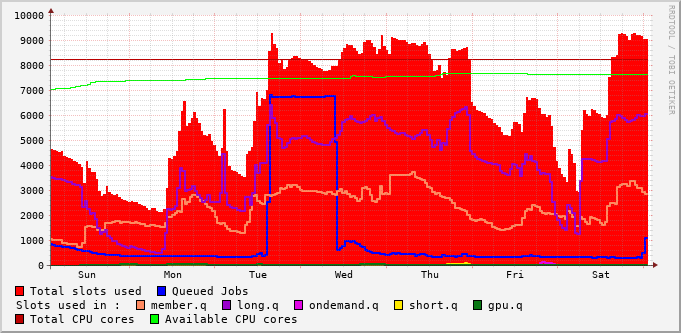 RRDTOOL / TOBI OETIKER
10000
9000
8000
7000
6000
5000
4000
3000
2000
1000
0
Sun Mon Tue Wed Thu Fri Sat
Total slots used Queued Jobs
Slots used in : member.q long.q ondemand.q short.q gpu.q
Total CPU cores Available CPU cores